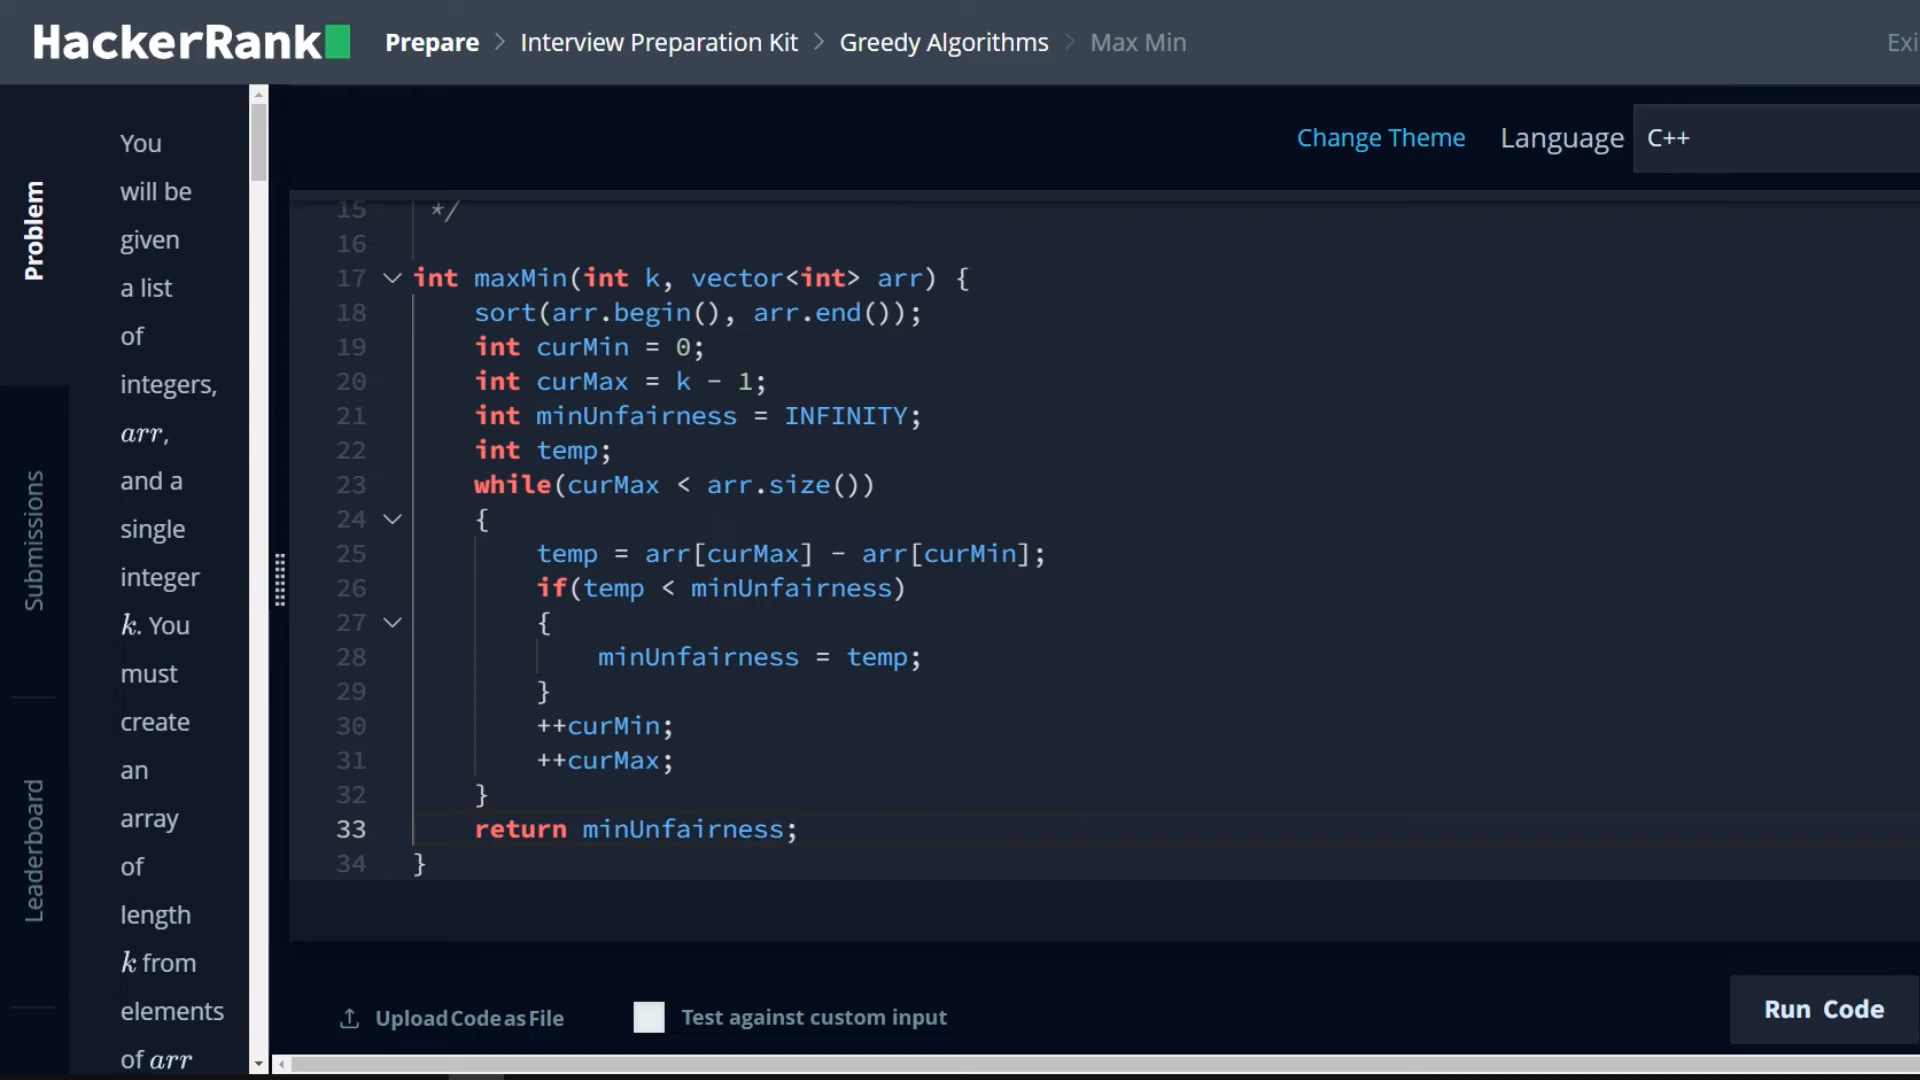 HackerRank Prepare > Interview Preparation Kit > Greedy Algorithms > Max Min Exi
Problem
Submissions
Leaderboard
You
will be
given
a list
of
integers,
arr,
and a
single
integer
k. You
must
create
an
array
of
length
k from
elements
of arr
Change Theme Language C++
15 */
16
17 int maxMin(int k, vector<int> arr) {
18 sort(arr.begin(), arr.end());
19 int curMin = 0;
20 int curMax = k - 1;
21 int minUnfairness = INFINITY;
22 int temp;
23 while(curMax < arr.size())
24 {
25 temp = arr[curMax] - arr[curMin];
26 if(temp < minUnfairness)
27 {
28 minUnfairness = temp;
29 }
30 ++curMin;
31 ++curMax;
32 }
33 return minUnfairness;
34 }
Upload Code as File Test against custom input Run Code